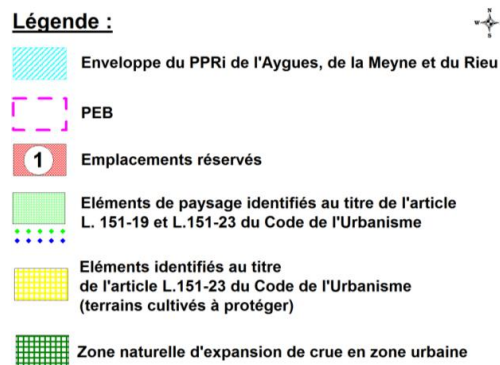 Légende :
N
W E
S
Enveloppe du PPRi de l'Aygues, de la Meyne et du Rieu
PEB
1 Emplacements réservés
Eléments de paysage identifiés au titre de l'article
L. 151-19 et L.151-23 du Code de l'Urbanisme
Eléments identifiés au titre
de l'article L.151-23 du Code de l'Urbanisme
(terrains cultivés à protéger)
Zone naturelle d'expansion de crue en zone urbaine